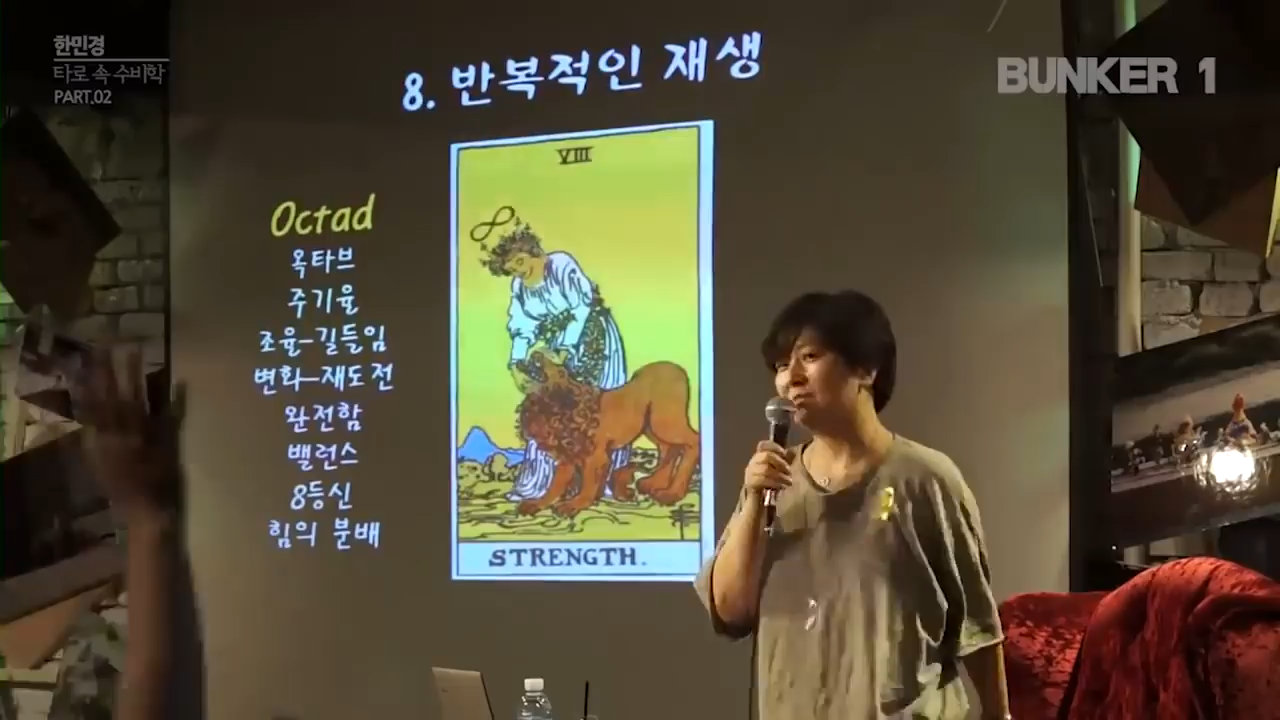 한민경
타로 속 수비학
PART.02
BUNKER 1
8. 반복적인 재생
VIII
Octad
옥타브
주기율
조율-길들임
변화-재도전
완전함
밸런스
8등신
힘의 분배
STRENGTH.